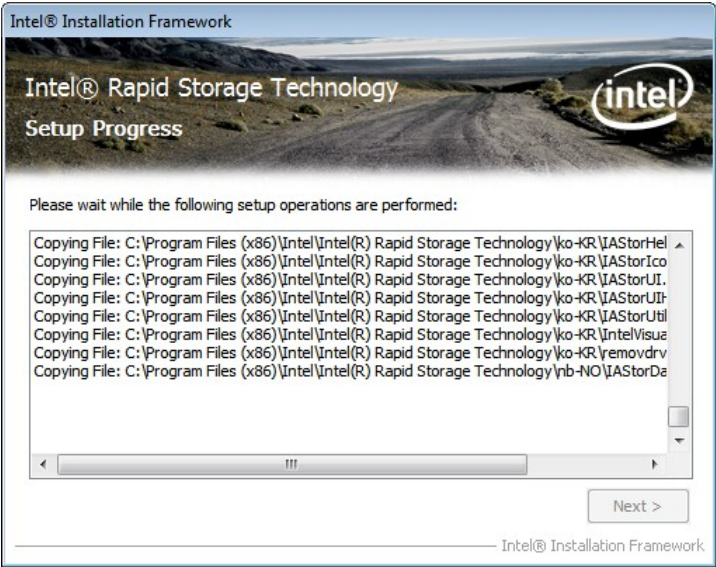 Intel® Installation Framework
Intel® Rapid Storage Technology
Setup Progress
intel
Please wait while the following setup operations are performed:
Copying File: C:\Program Files (x86)\Intel\Intel(R) Rapid Storage Technology\ko-KR\IAStorHel
Copying File: C:\Program Files (x86)\Intel\Intel(R) Rapid Storage Technology\ko-KR\IAStorIco
Copying File: C:\Program Files (x86)\Intel\Intel(R) Rapid Storage Technology\ko-KR\IAStorUI.
Copying File: C:\Program Files (x86)\Intel\Intel(R) Rapid Storage Technology\ko-KR\IAStorUIH
Copying File: C:\Program Files (x86)\Intel\Intel(R) Rapid Storage Technology\ko-KR\IAStorUtil
Copying File: C:\Program Files (x86)\Intel\Intel(R) Rapid Storage Technology\ko-KR\IntelVisua
Copying File: C:\Program Files (x86)\Intel\Intel(R) Rapid Storage Technology\ko-KR\removdrv
Copying File: C:\Program Files (x86)\Intel\Intel(R) Rapid Storage Technology\nb-NO\IAStorDa
Next >
Intel® Installation Framework